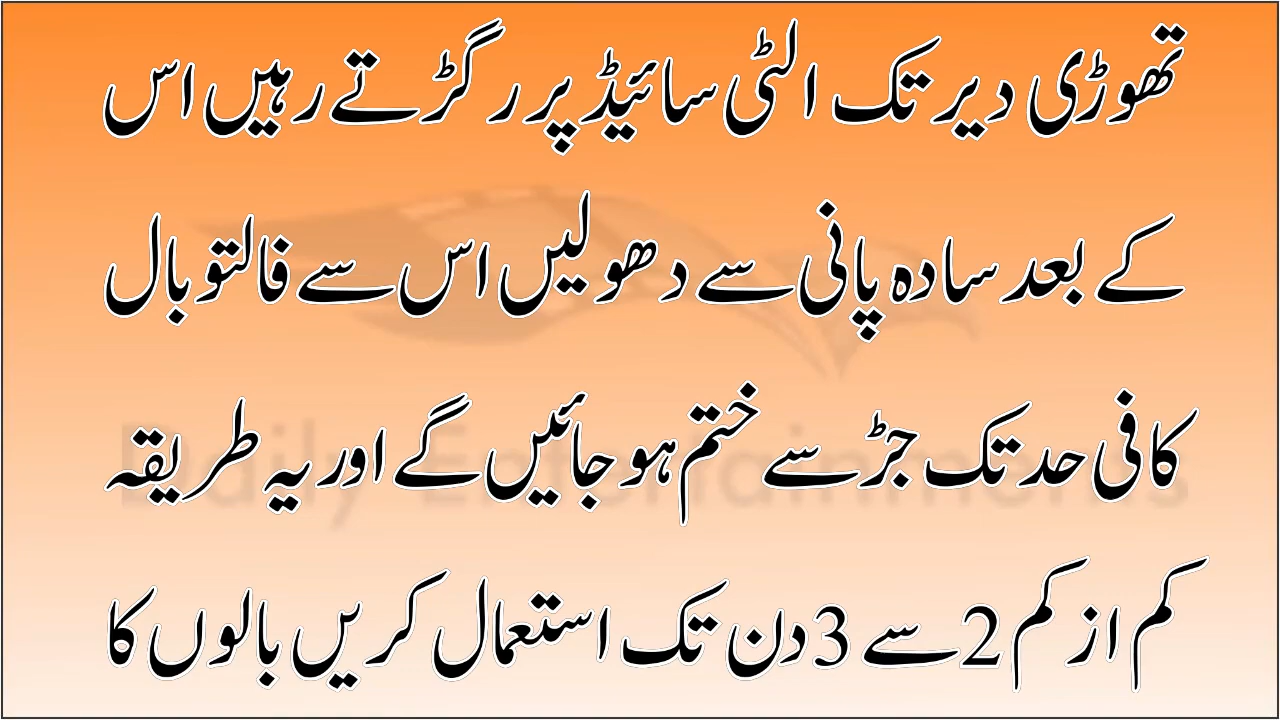 تھوڑی دیر تک الٹی سائیڈ پر رگڑتے رہیں اس
کے بعد سادہ پانی سے دھولیں اس سے فالتو بال
کافی حد تک جڑ سے ختم ہو جائیں گے اور یہ طریقہ
کم از کم 2 سے 3 دن تک استعمال کریں بالوں کا
Daily Entertainments